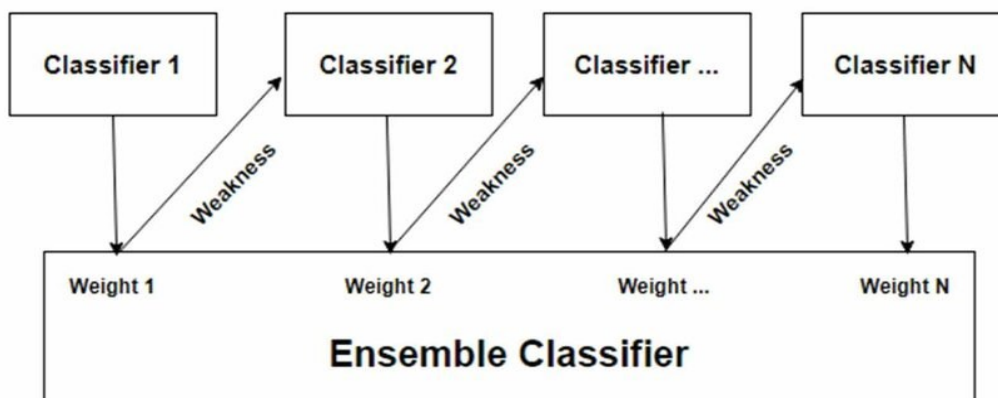 Classifier 1
Classifier 2
Classifier ...
Classifier N
Weakness
Weakness
Weakness
Weight 1
Weight 2
Weight ...
Weight N
Ensemble Classifier